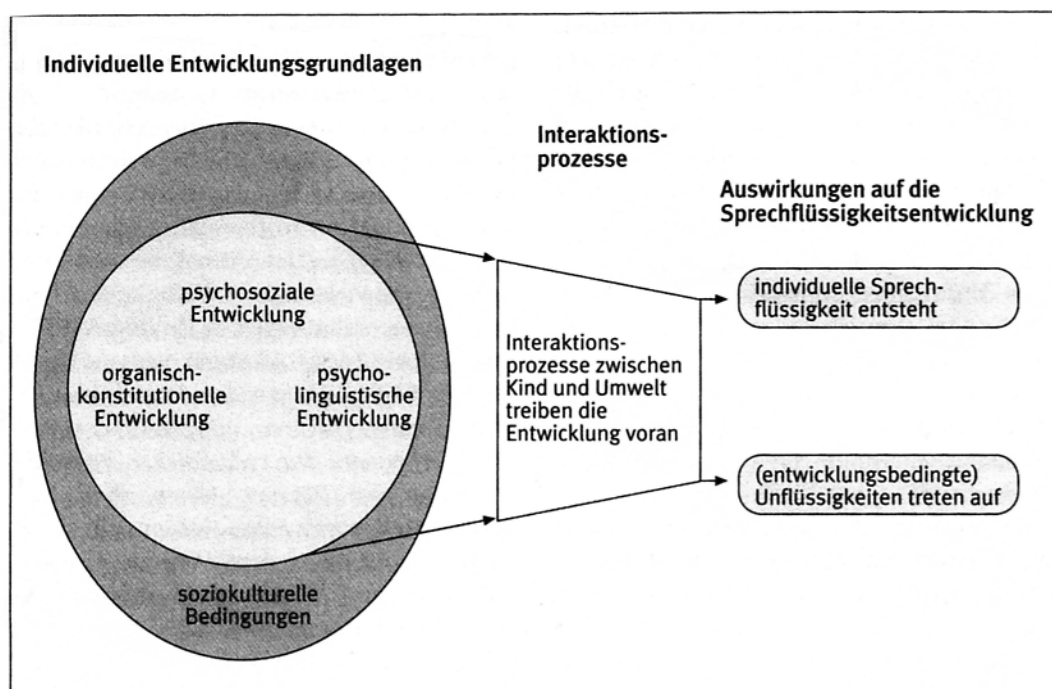 Individuelle Entwicklungsgrundlagen
Interaktions-
prozesse
Auswirkungen auf die
Sprechflüssigkeitsentwicklung
psychosoziale
Entwicklung
organisch-
konstitutionelle
Entwicklung
psycho-
linguistische
Entwicklung
soziokulturelle
Bedingungen
Interaktions-
prozesse zwischen
Kind und Umwelt
treiben die
Entwicklung voran
individuelle Sprech-
flüssigkeit entsteht
(entwicklungsbedingte)
Unflüssigkeiten treten auf